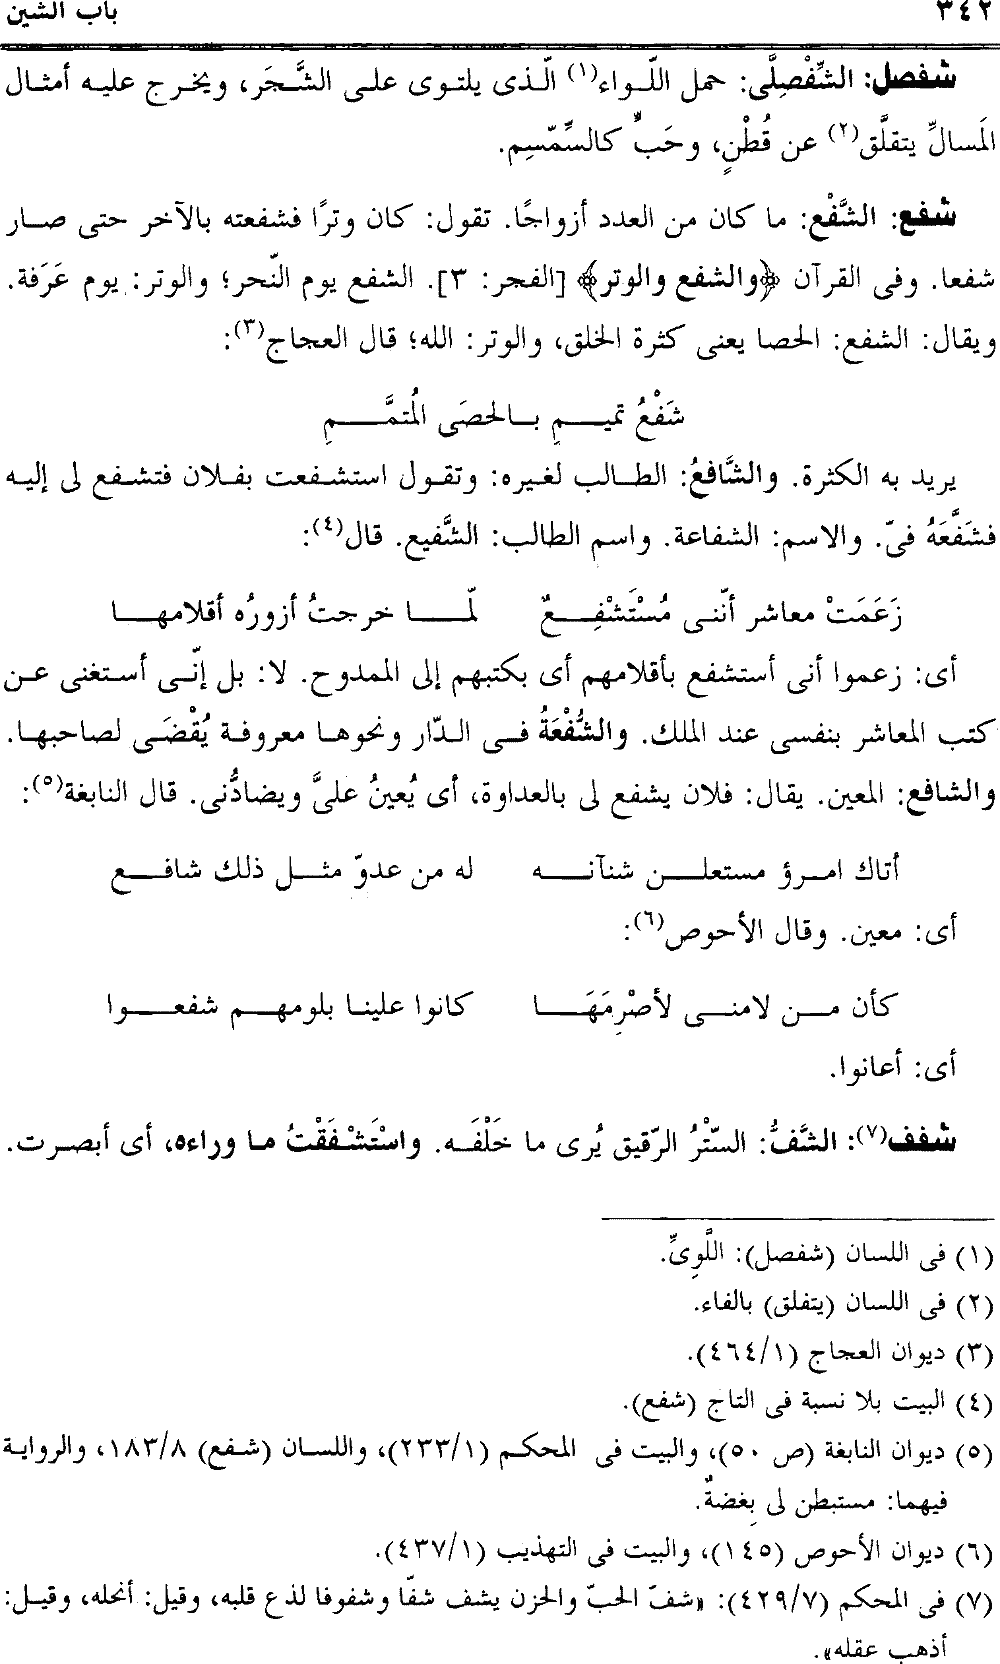 ٣٤٢
باب الشين
شفصل: الشِّفْصِلَّى: حمل اللّواء(١) الّذى يلتوى على الشَّجَر، ويخرج عليه أمثال
المَسالِّ يتقلَّق(٢) عن قُطْنٍ، وحَبٌّ كالسِّمْسِم.
شفع: الشَّفْع: ما كان من العدد أزواجًا. تقول: كان وترًا فشفعته بالآخر حتى صار
شفعا. وفى القرآن ﴿والشفع والوتر﴾ [الفجر: ٣]. الشفع يوم النّحر؛ والوتر: يوم عَرَفة.
ويقال: الشفع: الحصا يعنى كثرة الخلق، والوتر: الله؛ قال العجاج(٣):
شَفْعُ تميمٍ بالحصَى المُتمَّمِ
يريد به الكثرة. والشَّافعُ: الطالب لغيره: وتقول استشفعت بفلان فتشفع لى إليه
فشَفَّعَهُ فىّ. والاسم: الشفاعة. واسم الطالب: الشَّفيع. قال(٤):
زَعَمَتْ معاشر أنّنى مُسْتَشْفِعٌ لمّا خرجتُ أزورُه أقلامها
أى: زعموا أنى أستشفع بأقلامهم أى بكتبهم إلى الممدوح. لا: بل إنّى أستغنى عن
كتب المعاشر بنفسى عند الملك. والشُّفْعَةُ فى الدّار ونحوها معروفة يُقْضَى لصاحبها.
والشافع: المعين. يقال: فلان يشفع لى بالعداوة، أى يُعينُ علىَّ ويضادُّنى. قال النابغة(٥):
أتاك امرؤ مستعلن شنآنه له من عدوّ مثل ذلك شافع
أى: معين. وقال الأحوص(٦):
كأن من لامنى لأصْرِمَهَا كانوا علينا بلومهم شفعوا
أى: أعانوا.
شفف(٧): الشَّفُّ: السّتْرُ الرّقيق يُرى ما خَلْفَه. واسْتَشْفَفْتُ ما وراءه، أى أبصرت.
(١) فى اللسان (شفصل): اللَّوِىِّ.
(٢) فى اللسان (يتفلق) بالفاء.
(٣) ديوان العجاج (٤٦٤/١).
(٤) البيت بلا نسبة فى التاج (شفع).
(٥) ديوان النابغة (ص ٥٠)، والبيت فى المحكم (٢٣٣/١)، واللسان (شفع) ١٨٣/٨، والرواية
فيهما: مستبطن لى بِغضةٌ.
(٦) ديوان الأحوص (١٤٥)، والبيت فى التهذيب (٤٣٧/١).
(٧) فى المحكم (٤٢٩/٧): «شفّ الحبّ والحزن يشف شفّا وشفوفا لذع قلبه، وقيل: أنحله، وقيل:
أذهب عقله».